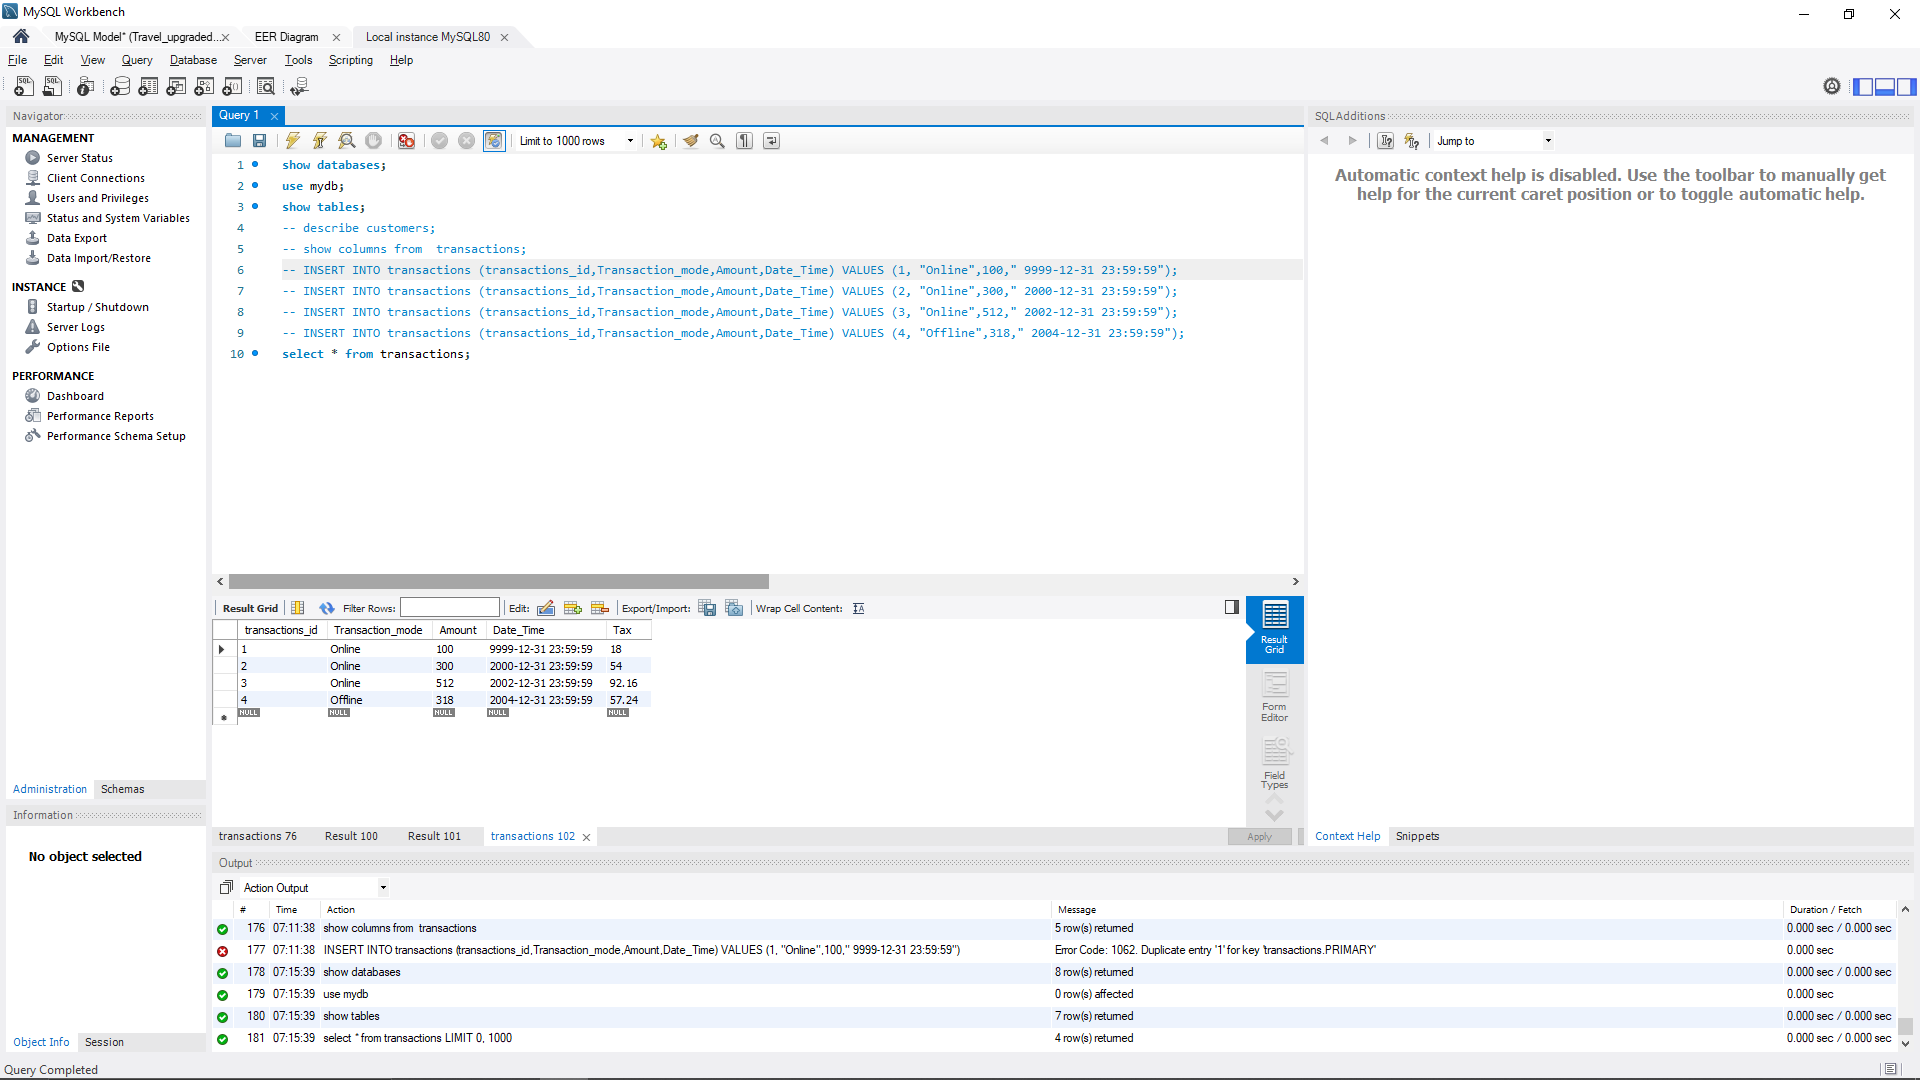 MySQL Workbench
MySQL Model* (Travel_upgraded... EER Diagram Local instance MySQL80
File Edit View Query Database Server Tools Scripting Help
Navigator
MANAGEMENT
Server Status
Client Connections
Users and Privileges
Status and System Variables
Data Export
Data Import/Restore
INSTANCE
Startup / Shutdown
Server Logs
Options File
PERFORMANCE
Dashboard
Performance Reports
Performance Schema Setup
Administration Schemas
Information
No object selected
Object Info Session
Query Completed
Query 1
Limit to 1000 rows
1 show databases;
2 use mydb;
3 show tables;
4 -- describe customers;
5 -- show columns from  transactions;
6 -- INSERT INTO transactions (transactions_id,Transaction_mode,Amount,Date_Time) VALUES (1, "Online",100," 9999-12-31 23:59:59");
7 -- INSERT INTO transactions (transactions_id,Transaction_mode,Amount,Date_Time) VALUES (2, "Online",300," 2000-12-31 23:59:59");
8 -- INSERT INTO transactions (transactions_id,Transaction_mode,Amount,Date_Time) VALUES (3, "Online",512," 2002-12-31 23:59:59");
9 -- INSERT INTO transactions (transactions_id,Transaction_mode,Amount,Date_Time) VALUES (4, "Offline",318," 2004-12-31 23:59:59");
10 select * from transactions;
Result Grid Filter Rows: Edit: Export/Import: Wrap Cell Content:
transactions_id Transaction_mode Amount Date_Time Tax
1 Online 100 9999-12-31 23:59:59 18
2 Online 300 2000-12-31 23:59:59 54
3 Online 512 2002-12-31 23:59:59 92.16
4 Offline 318 2004-12-31 23:59:59 57.24
NULL NULL NULL NULL NULL
Result
Grid
Form
Editor
Field
Types
transactions 76 Result 100 Result 101 transactions 102 Apply
SQLAdditions
Jump to
Automatic context help is disabled. Use the toolbar to manually get
help for the current caret position or to toggle automatic help.
Context Help Snippets
Output
Action Output
# Time Action Message Duration / Fetch
176 07:11:38 show columns from  transactions 5 row(s) returned 0.000 sec / 0.000 sec
177 07:11:38 INSERT INTO transactions (transactions_id,Transaction_mode,Amount,Date_Time) VALUES (1, "Online",100," 9999-12-31 23:59:59") Error Code: 1062. Duplicate entry '1' for key 'transactions.PRIMARY' 0.000 sec
178 07:15:39 show databases 8 row(s) returned 0.000 sec / 0.000 sec
179 07:15:39 use mydb 0 row(s) affected 0.000 sec
180 07:15:39 show tables 7 row(s) returned 0.000 sec / 0.000 sec
181 07:15:39 select * from transactions LIMIT 0, 1000 4 row(s) returned 0.000 sec / 0.000 sec